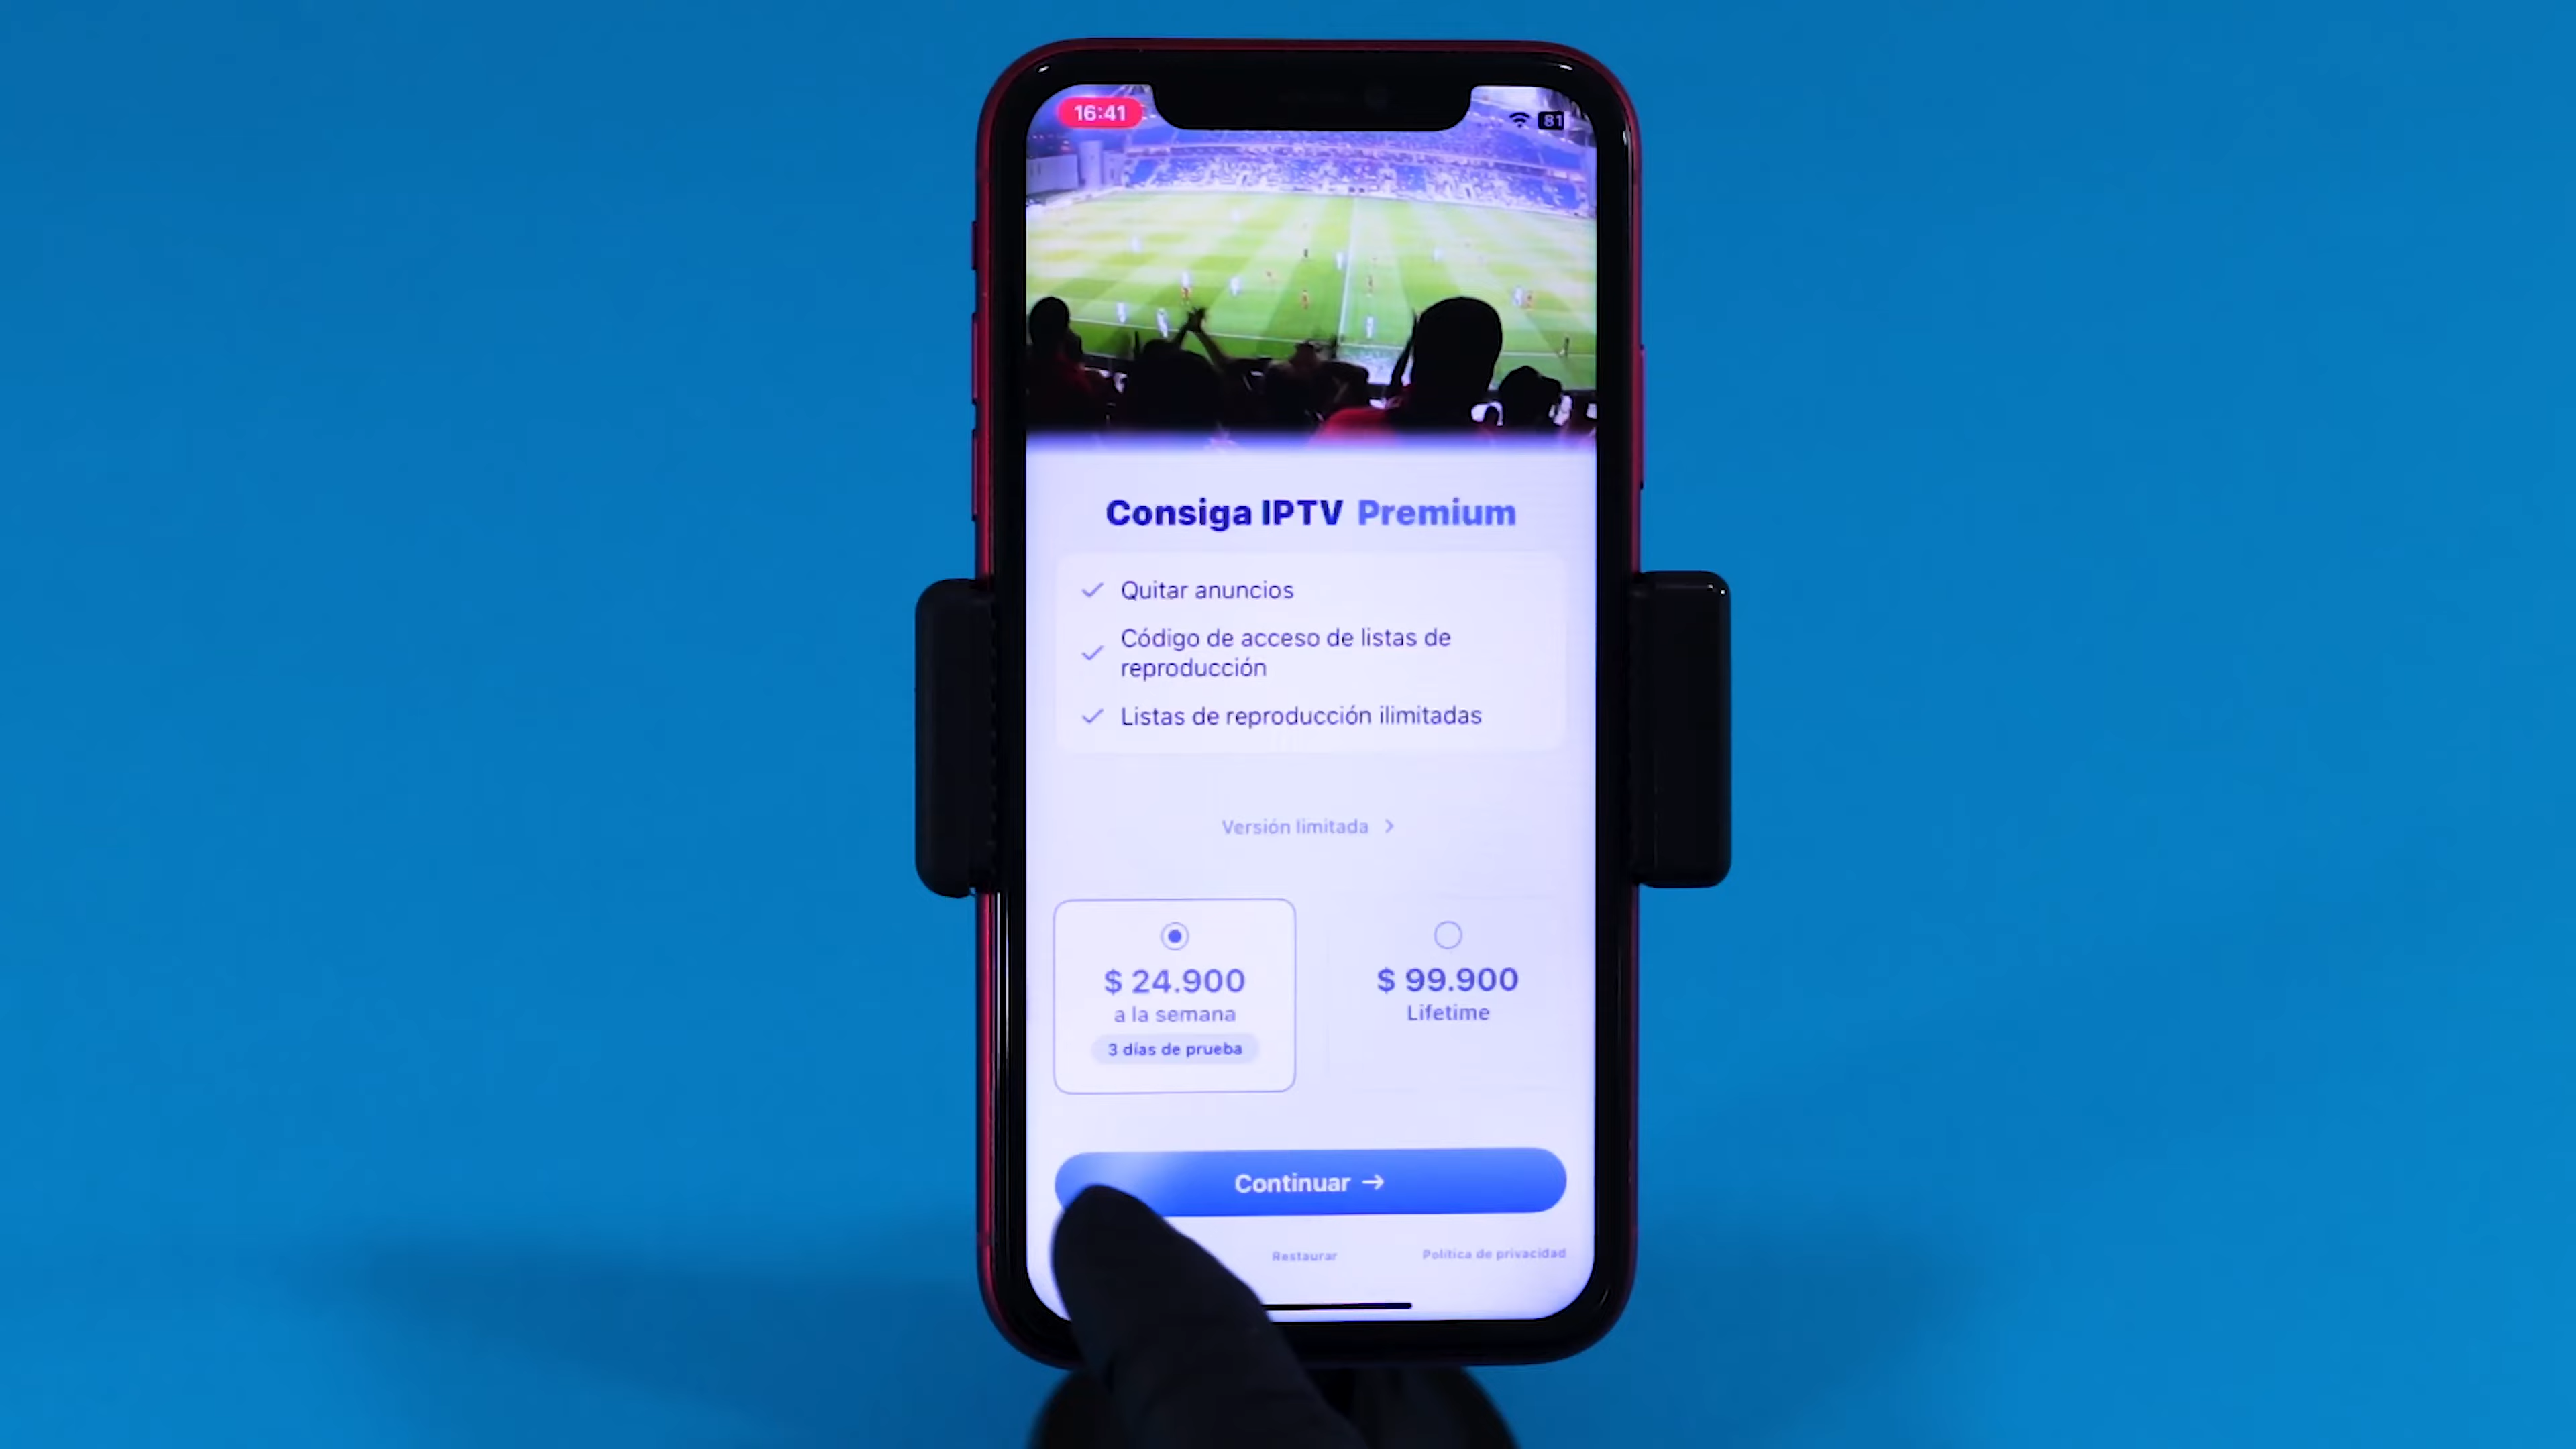 16:41
81
Consiga IPTV Premium
Quitar anuncios
Código de acceso de listas de
reproducción
Listas de reproducción ilimitadas
Versión limitada >
$ 24.900
a la semana
3 días de prueba
$ 99.900
Lifetime
Continuar →
Restaurar
Política de privacidad